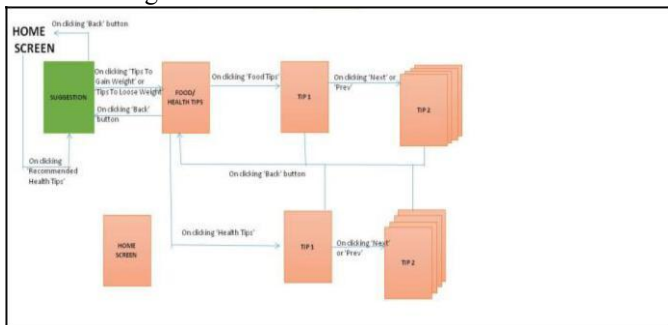 On clicking 'Back' button
HOME
SCREEN
On clicking 'Tips To
Gain Weight' or
'Tips To Loose Weight'
On clicking 'Food Tips'
On clicking 'Next' or
'Prev'
SUGGESTION
FOOD/
HEALTH TIPS
TIP 1
TIP 2
On clicking 'Back'
'button
On clicking
Recommended
Health Tips'
On clicking 'Back' button
HOME
SCREEN
On clicking 'Health Tips'
TIP 1
On clicking 'Next'
or 'Prev'
TIP 2